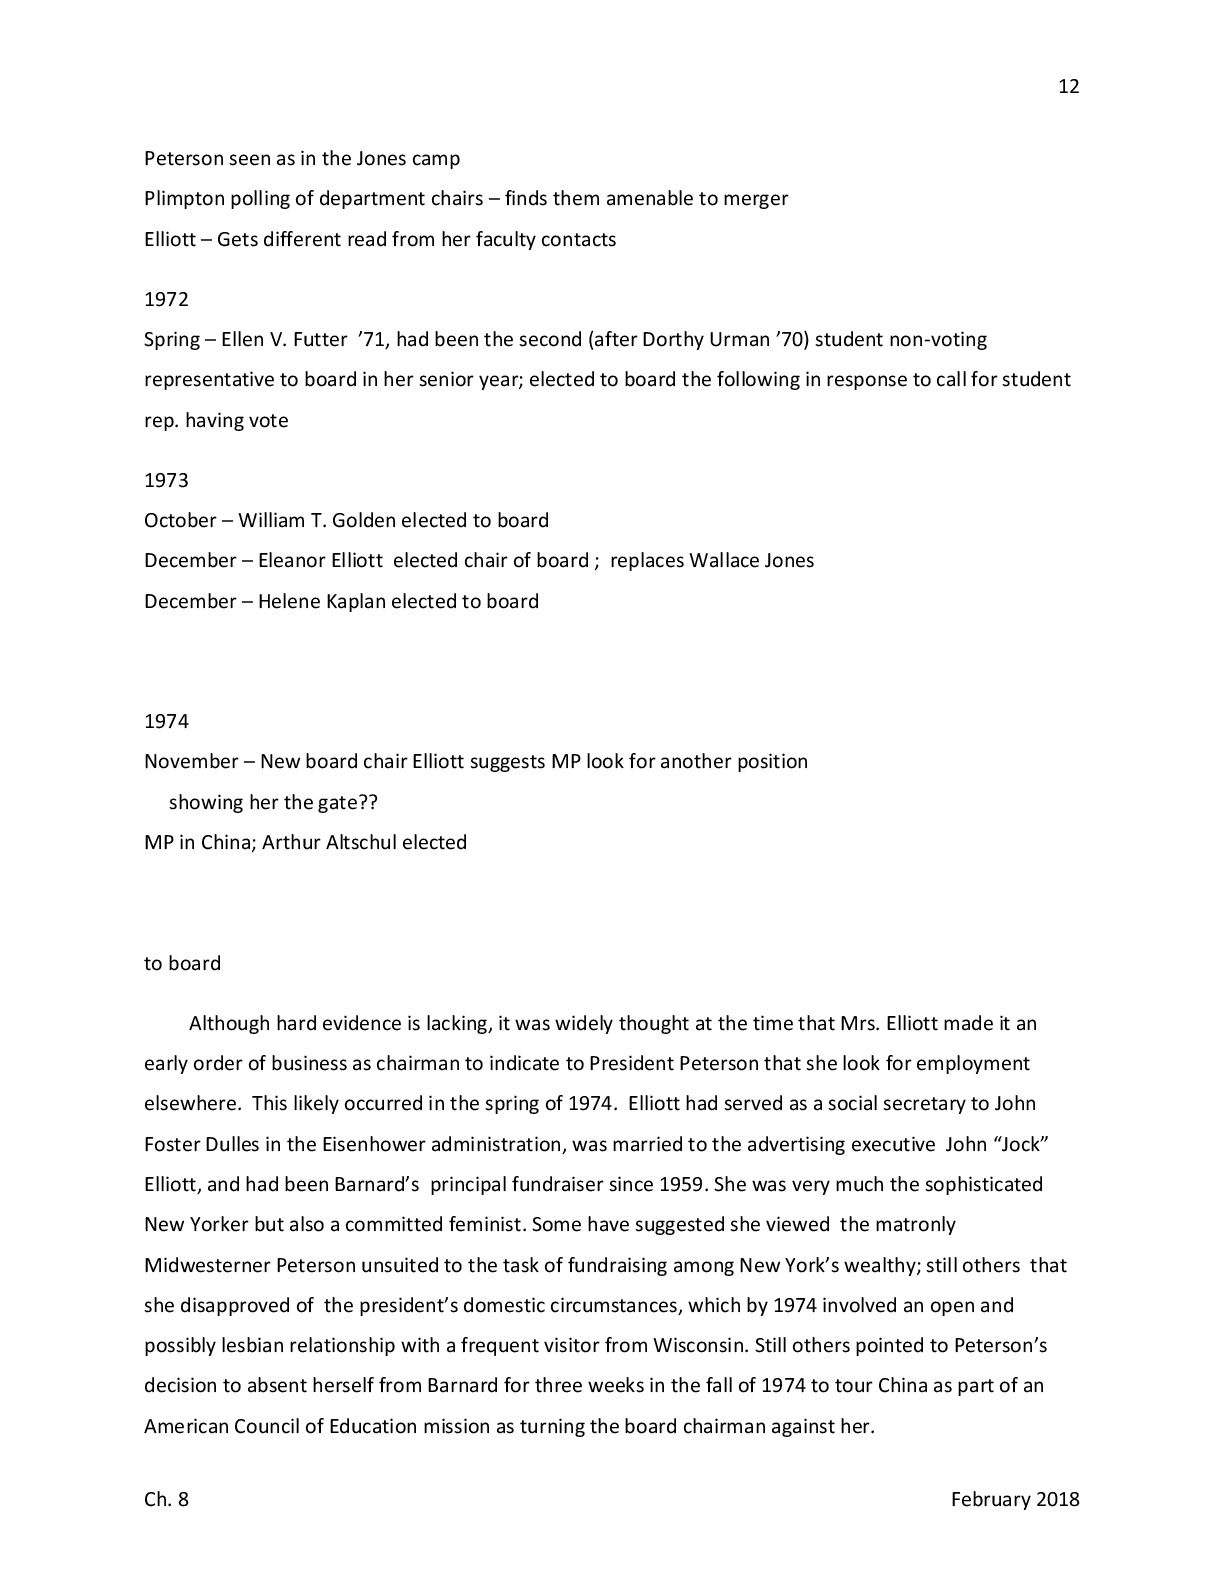 12
Peterson seen as in the Jones camp
Plimpton polling of department chairs – finds them amenable to merger
Elliott – Gets different read from her faculty contacts
1972
Spring – Ellen V. Futter  ’71, had been the second (after Dorthy Urman ’70) student non-voting
representative to board in her senior year; elected to board the following in response to call for student
rep. having vote
1973
October – William T. Golden elected to board
December – Eleanor Elliott  elected chair of board ;  replaces Wallace Jones
December – Helene Kaplan elected to board
1974
November – New board chair Elliott suggests MP look for another position
showing her the gate??
MP in China; Arthur Altschul elected
to board
Although hard evidence is lacking, it was widely thought at the time that Mrs. Elliott made it an
early order of business as chairman to indicate to President Peterson that she look for employment
elsewhere.  This likely occurred in the spring of 1974.  Elliott had served as a social secretary to John
Foster Dulles in the Eisenhower administration, was married to the advertising executive  John “Jock”
Elliott, and had been Barnard’s  principal fundraiser since 1959. She was very much the sophisticated
New Yorker but also a committed feminist. Some have suggested she viewed  the matronly
Midwesterner Peterson unsuited to the task of fundraising among New York’s wealthy; still others  that
she disapproved of  the president’s domestic circumstances, which by 1974 involved an open and
possibly lesbian relationship with a frequent visitor from Wisconsin. Still others pointed to Peterson’s
decision to absent herself from Barnard for three weeks in the fall of 1974 to tour China as part of an
American Council of Education mission as turning the board chairman against her.
Ch. 8
February 2018